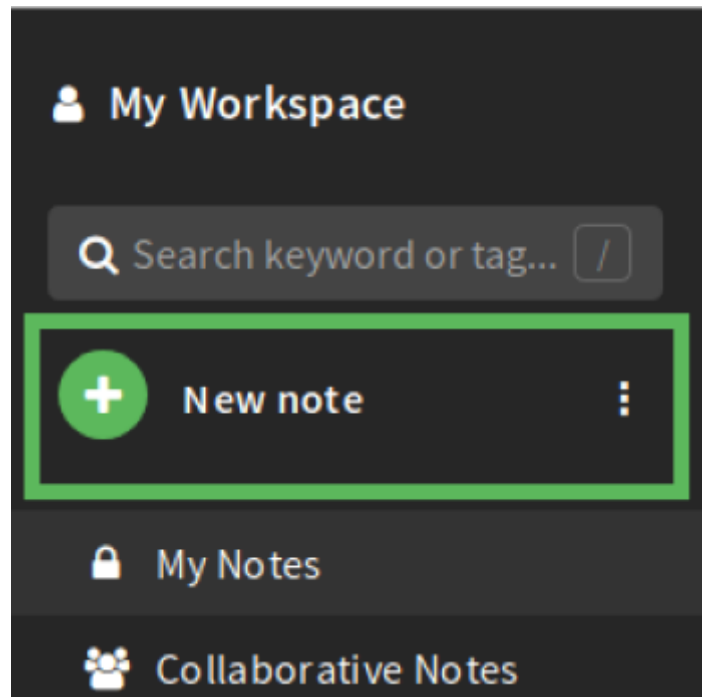 My Workspace
Search keyword or tag... /
New note
My Notes
Collaborative Notes